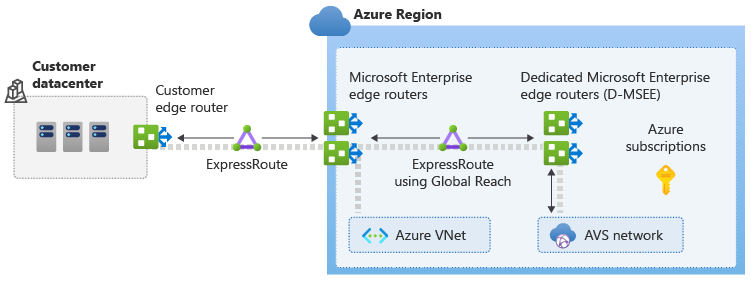 Azure Region
Customer
datacenter
Customer
edge router
ExpressRoute
Microsoft Enterprise
edge routers
ExpressRoute
using Global Reach
Dedicated Microsoft Enterprise
edge routers (D-MSEE)
Azure
subscriptions
Azure VNet
AVS network